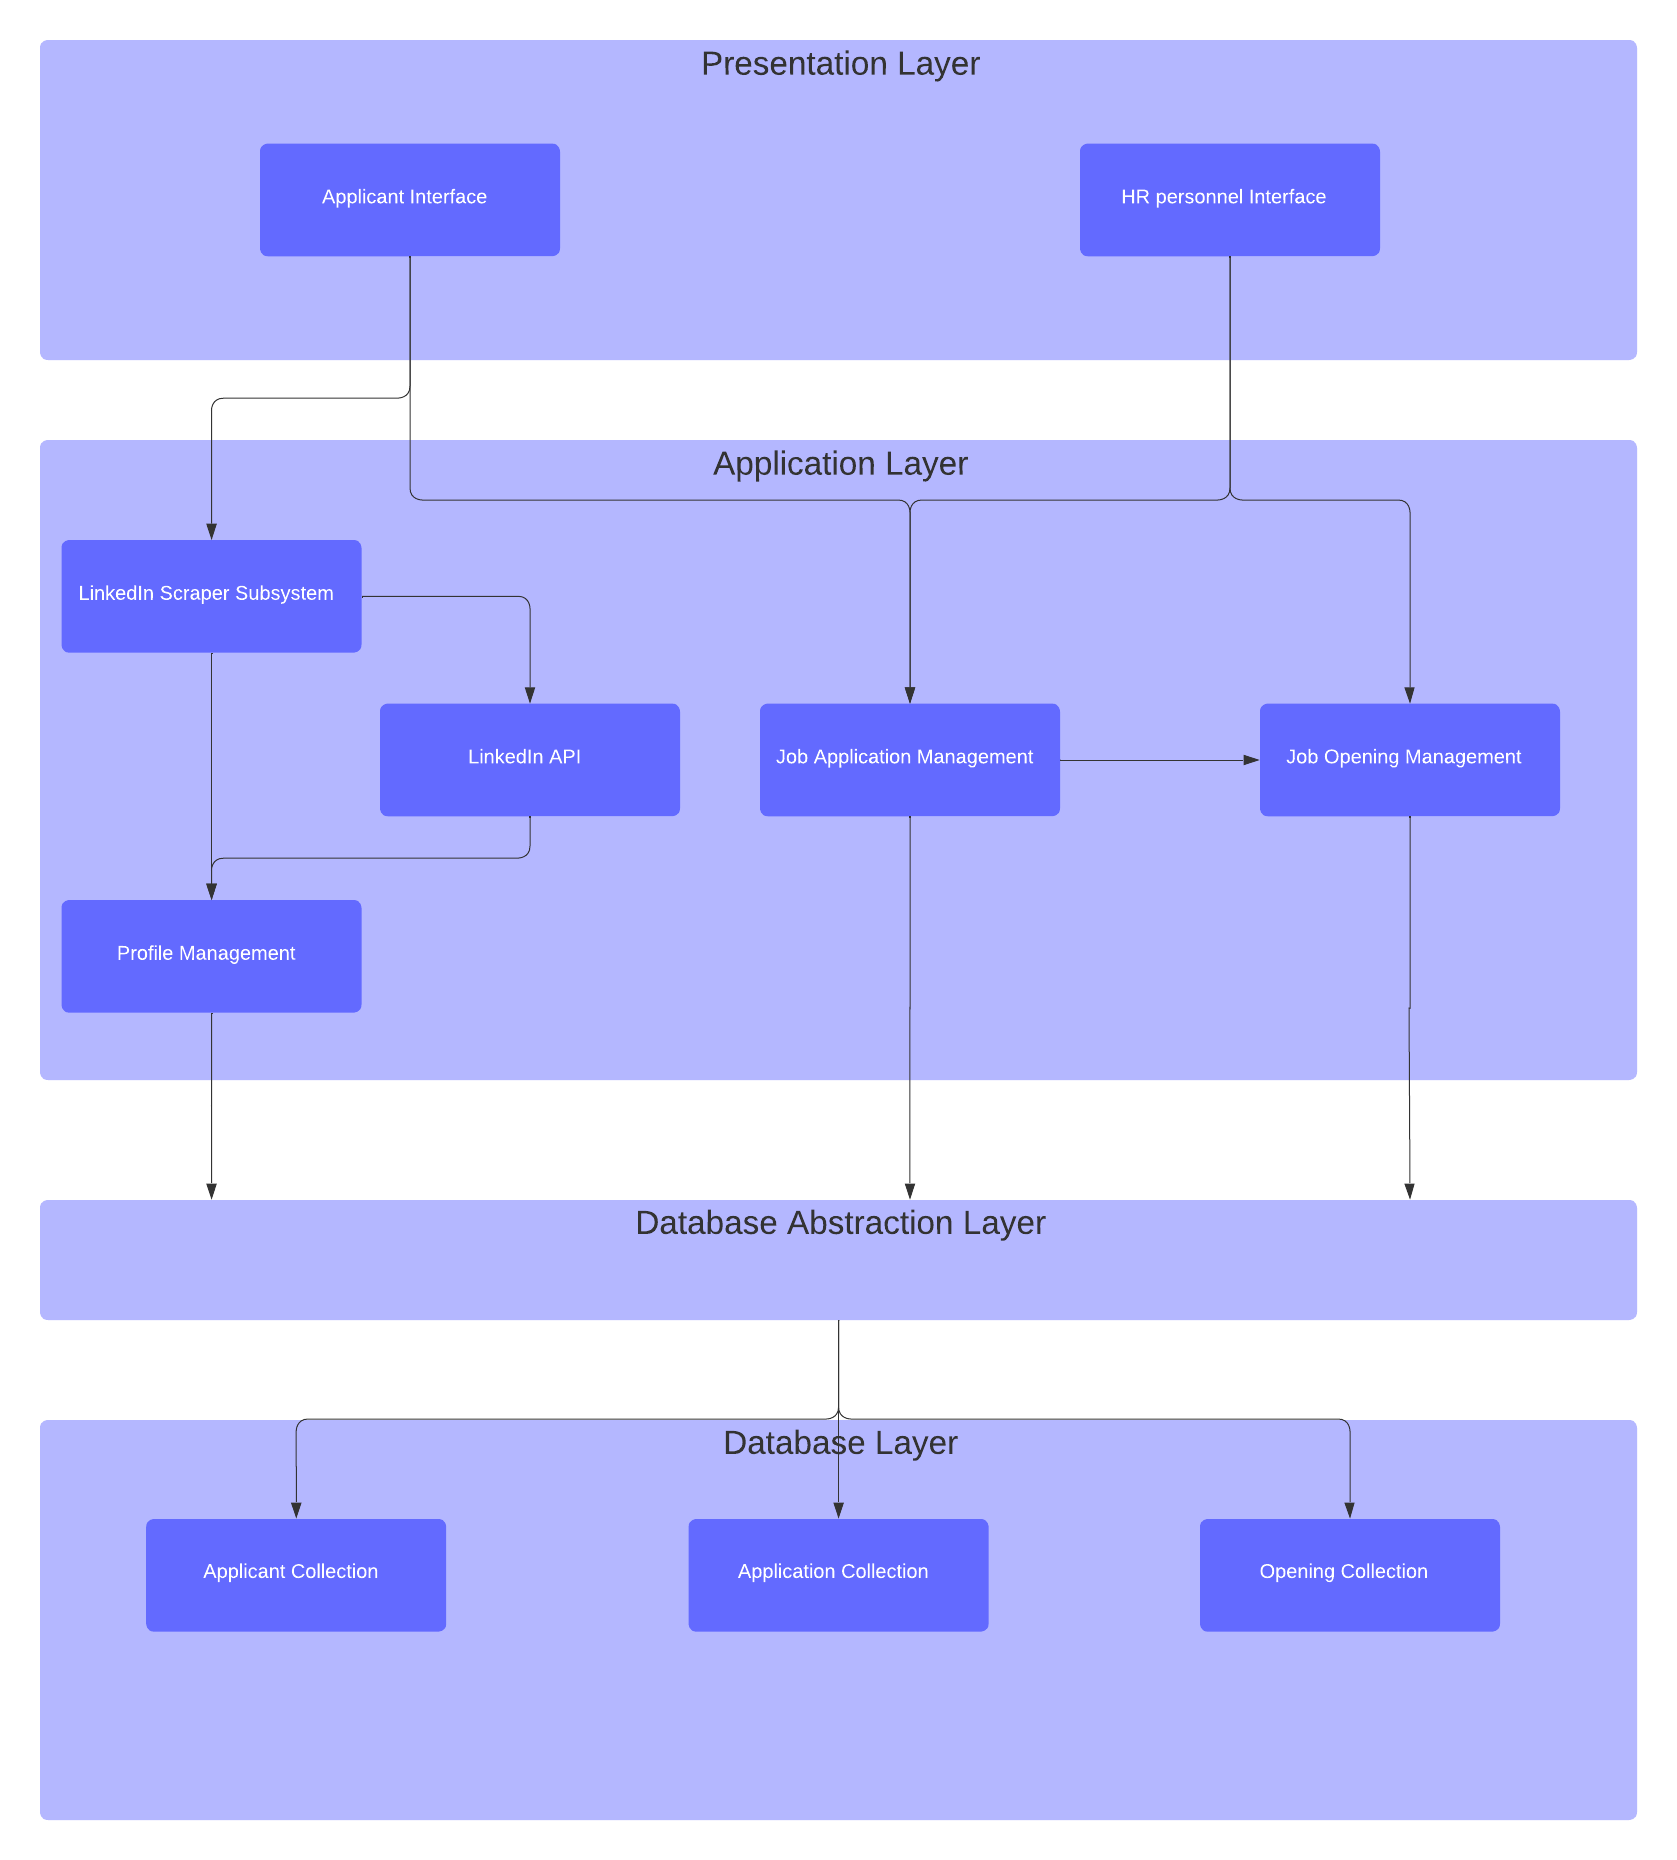 Presentation Layer
Applicant Interface
HR personnel Interface
Application Layer
LinkedIn Scraper Subsystem
LinkedIn API
Job Application Management
Job Opening Management
Profile Management
Database Abstraction Layer
Database Layer
Applicant Collection
Application Collection
Opening Collection